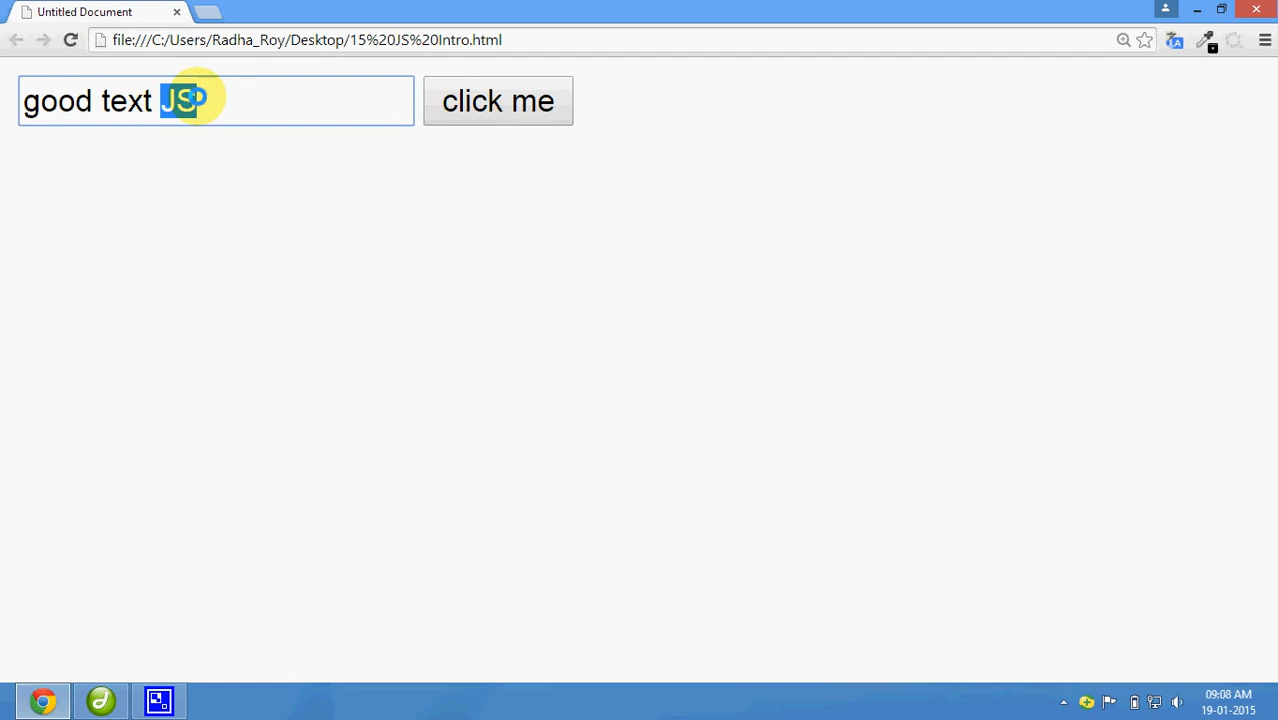 Untitled Document
file:///C:/Users/Radha_Roy/Desktop/15%20JS%20Intro.html
good text JS
click me
09:08 AM
19-01-2015